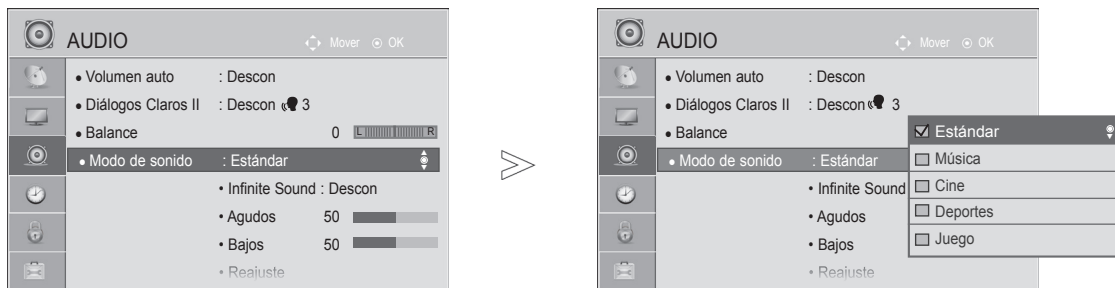 AUDIO Mover OK
• Volumen auto : Descon
• Diálogos Claros II : Descon 3
• Balance 0 L R
• Modo de sonido : Estándar
• Infinite Sound : Descon
• Agudos 50
• Bajos 50
• Reajuste
AUDIO Mover OK
• Volumen auto : Descon
• Diálogos Claros II : Descon 3
• Balance
• Modo de sonido : Estándar
• Infinite Sound
• Agudos
• Bajos
• Reajuste
Estándar
Música
Cine
Deportes
Juego